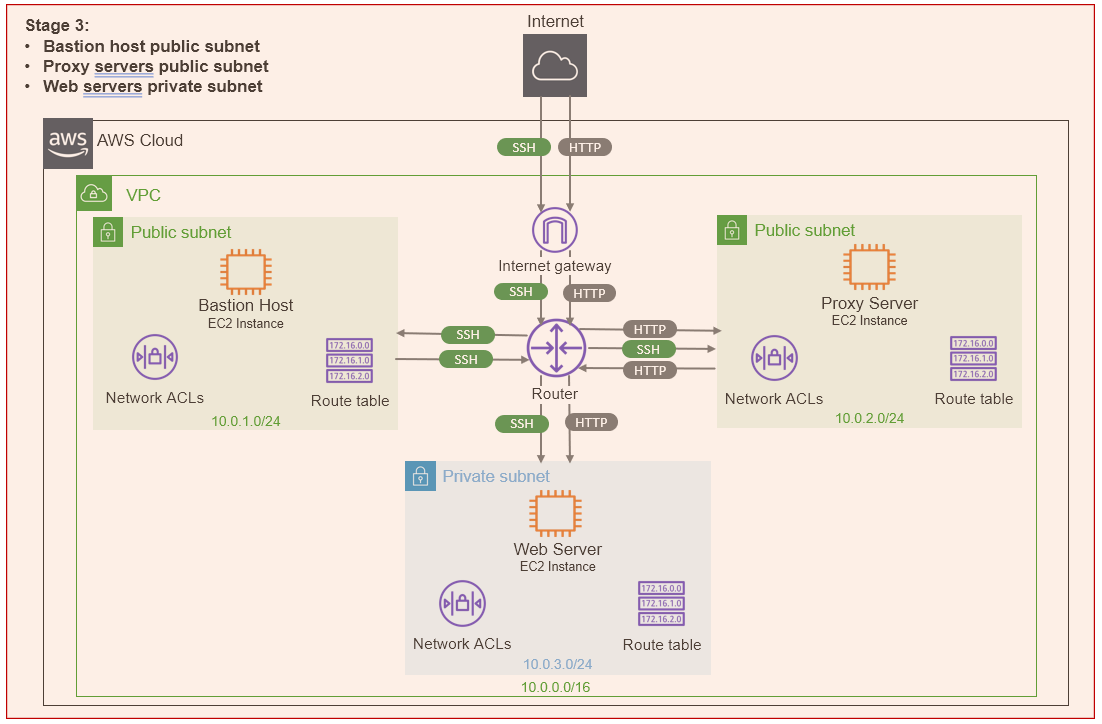 Stage 3:
• Bastion host public subnet
• Proxy servers public subnet
• Web servers private subnet
Internet
aws
AWS Cloud
SSH
HTTP
VPC
Public subnet
Bastion Host
EC2 Instance
Network ACLs
172.16.0.0
172.16.1.0
172.16.2.0
Route table
10.0.1.0/24
Internet gateway
SSH
HTTP
SSH
SSH
Router
HTTP
SSH
HTTP
Public subnet
Proxy Server
EC2 Instance
Network ACLs
172.16.0.0
172.16.1.0
172.16.2.0
Route table
10.0.2.0/24
SSH
HTTP
Private subnet
Web Server
EC2 Instance
Network ACLs
172.16.0.0
172.16.1.0
172.16.2.0
Route table
10.0.3.0/24
10.0.0.0/16